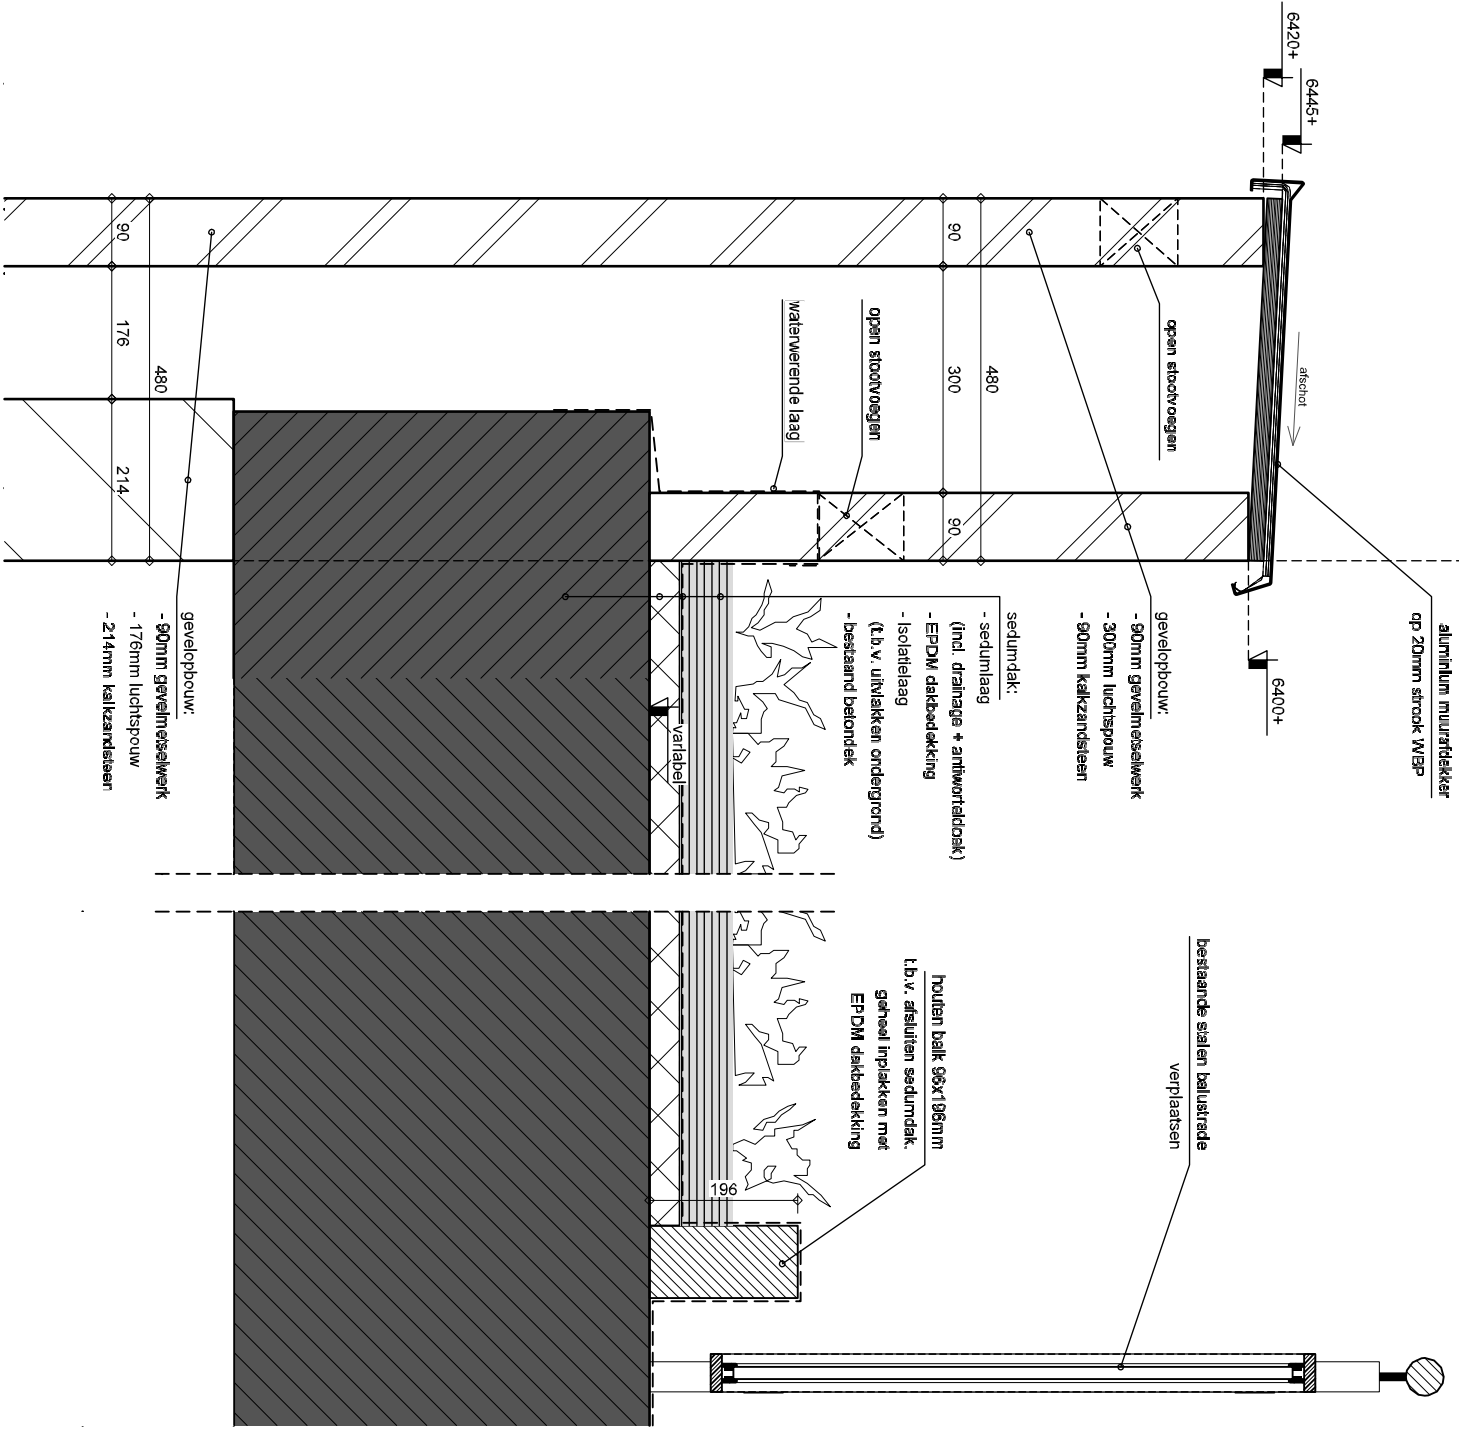 aluminium muurafdekker
op 20mm strook WBP
6420+
6445+
afschot
6400+
open stootvoegen
gevelopbouw:
- 90mm gevelmetselwerk
- 300mm luchtspouw
- 90mm kalkzandsteen
480
90
300
90
open stootvoegen
waterwerende laag
sedumdak:
- sedumlaag
(incl. drainage + antiworteldoek)
- EPDM dakbedekking
- Isolatielaag
(t.b.v. uitvlakken ondergrond)
- bestaand betondek
variabel
bestaande stalen balustrade
verplaatsen
houten balk 96x196mm
t.b.v. afsluiten sedumdak.
geheel inplakken met
EPDM dakbedekking
196
480
90
176
214
gevelopbouw:
- 90mm gevelmetselwerk
- 176mm luchtspouw
- 214mm kalkzandsteen